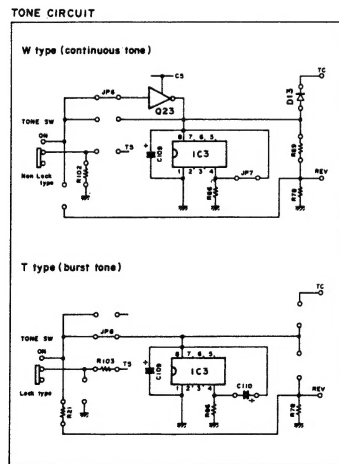 TONE CIRCUIT
W type (continuous tone)
C5
TC
JP6
Q23
D13
TONE SW
ON
8 7 6 5
T5
C109
IC3
R102
R69
Non Lock type
1 2 3 4
R86
JP7
REV
R78
T type (burst tone)
TC
TONE SW
JP8
ON
8 7 6 5
R103
T5
C109
IC3
C110
Lock type
1 2 3 4
R21
R86
REV
R78